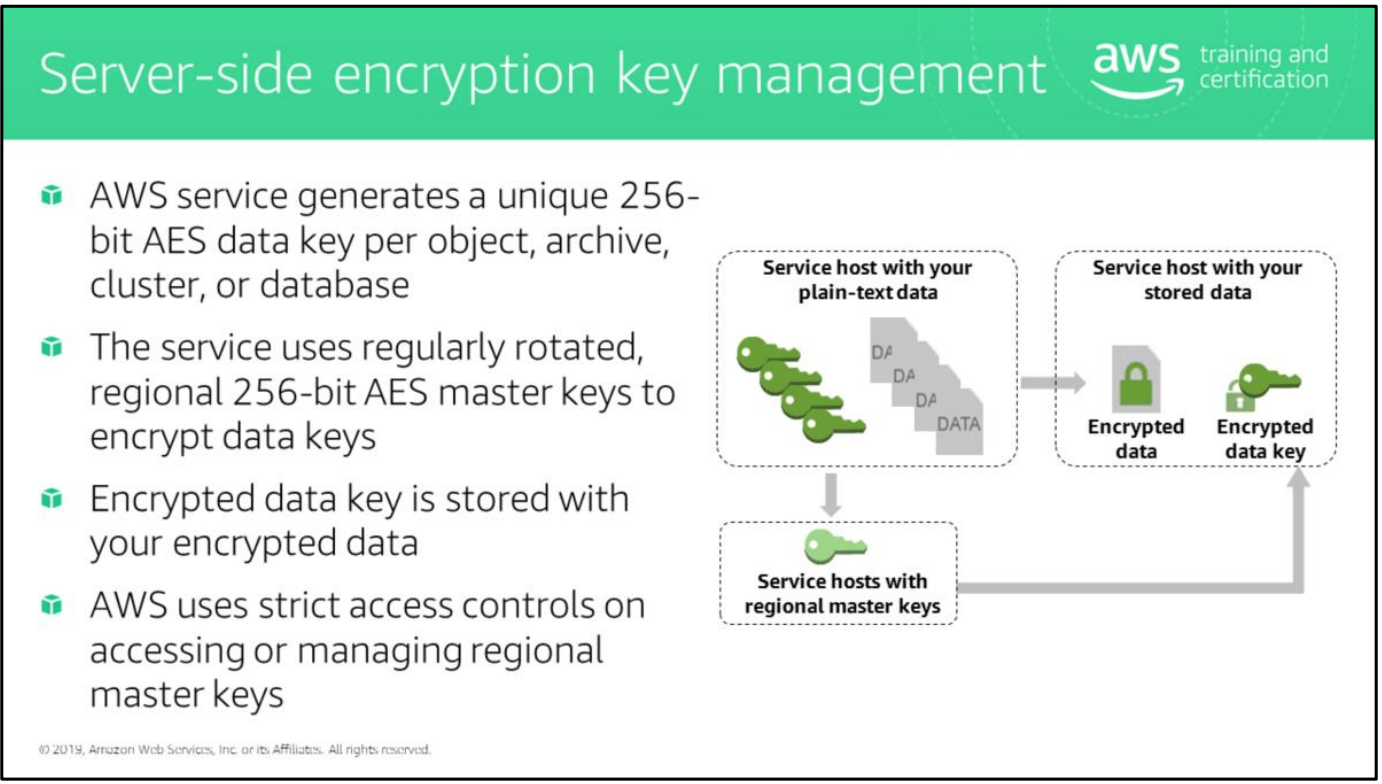 Server-side encryption key management
aws training and
certification
AWS service generates a unique 256-
bit AES data key per object, archive,
cluster, or database
The service uses regularly rotated,
regional 256-bit AES master keys to
encrypt data keys
Encrypted data key is stored with
your encrypted data
AWS uses strict access controls on
accessing or managing regional
master keys
Service host with your
plain-text data
DA
DA
DA
DATA
Service hosts with
regional master keys
Service host with your
stored data
Encrypted
data
Encrypted
data key
© 2019, Amazon Web Services, Inc. or its Affiliates. All rights reserved.